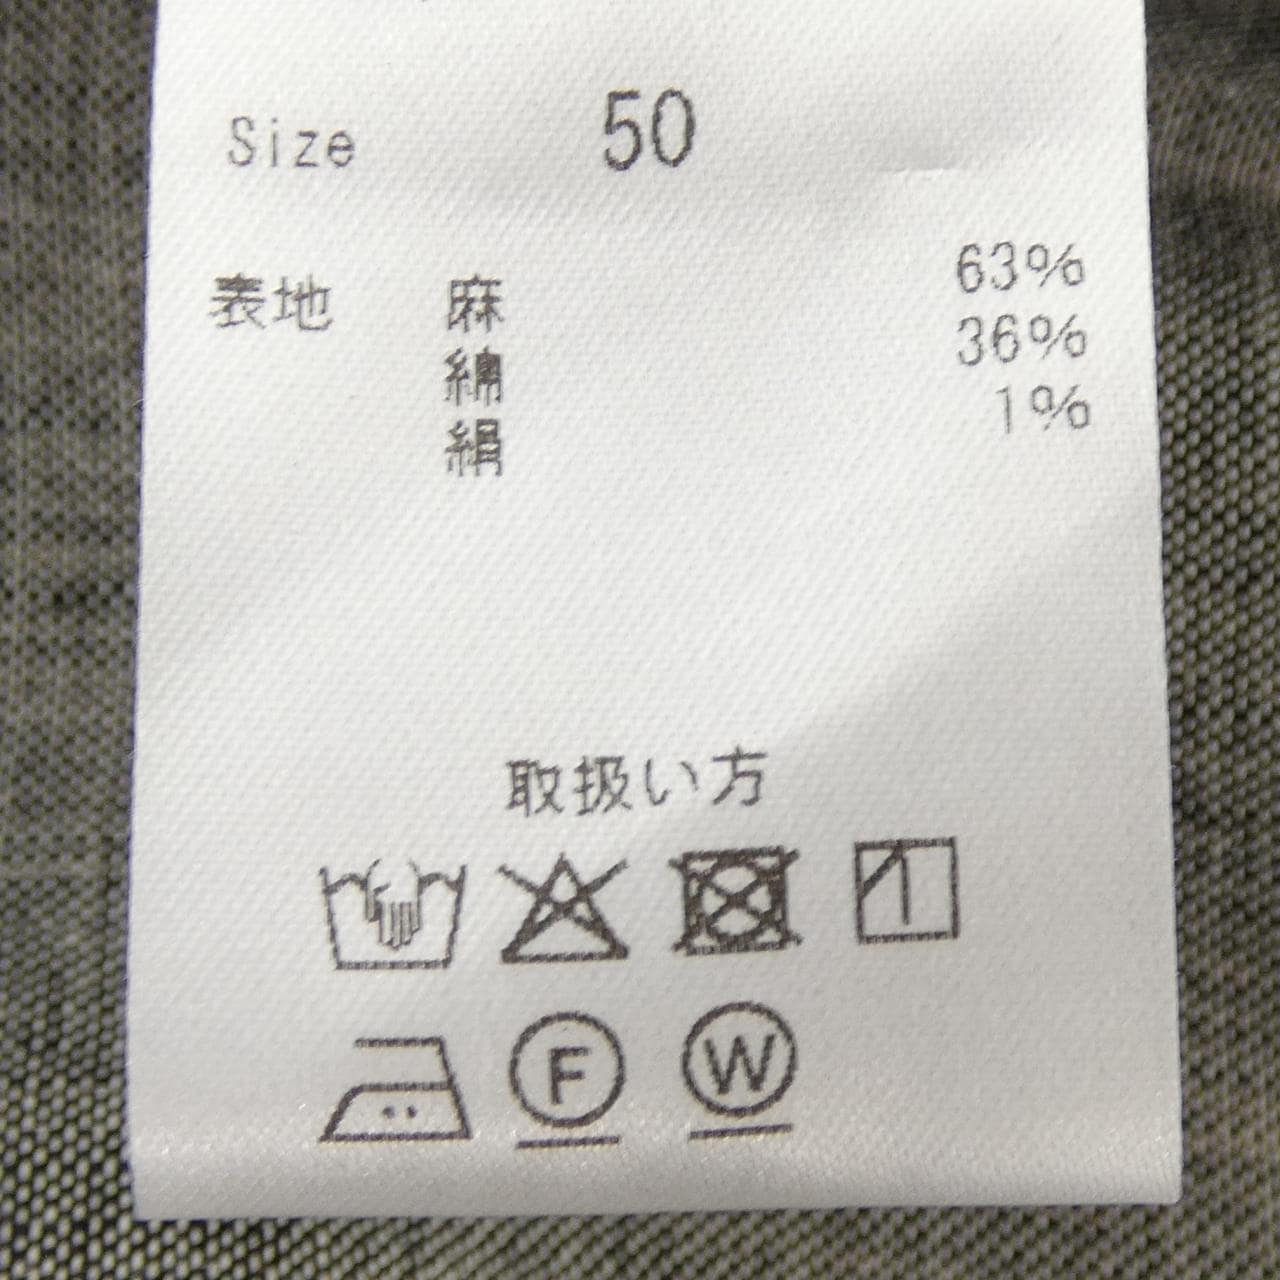 Size 50
表地 麻 63%
綿 36%
絹 1%
取扱い方
F W